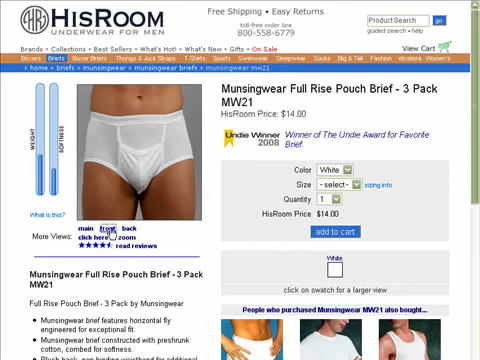 HisRoom
UNDERWEAR FOR MEN
Free Shipping • Easy Returns
toll-free order line
800-558-6779
Product Search
go
guided search • help
View Cart
Brands • Collections • Best Sellers • What's Hot! • What's New • Gifts • On Sale
Boxers Briefs Boxer Briefs Thongs & Jock Straps T-Shirts Sports Swimwear Sleepwear Socks Big & Tall Fashion etcetera Women's
» home » briefs » munsingwear » munsingwear briefs » munsingwear mw21
WEIGHT
SOFTNESS
What is this?
More Views:
main front back
click here zoom
read reviews
Munsingwear Full Rise Pouch Brief - 3 Pack
MW21
Full Rise Pouch Brief - 3 Pack by Munsingwear
• Munsingwear brief features horizontal fly
engineered for exceptional fit.
• Munsingwear brief constructed with preshrunk
cotton, combed for softness.
Munsingwear Full Rise Pouch Brief - 3 Pack
MW21
HisRoom Price: $14.00
Undie Winner
2008
Winner of The Undie Award for Favorite
Brief.
Color White
Size - select - sizing info
Quantity 1
HisRoom Price $14.00
add to cart
White
click on swatch for a larger view
People who purchased Munsingwear MW21 also bought...